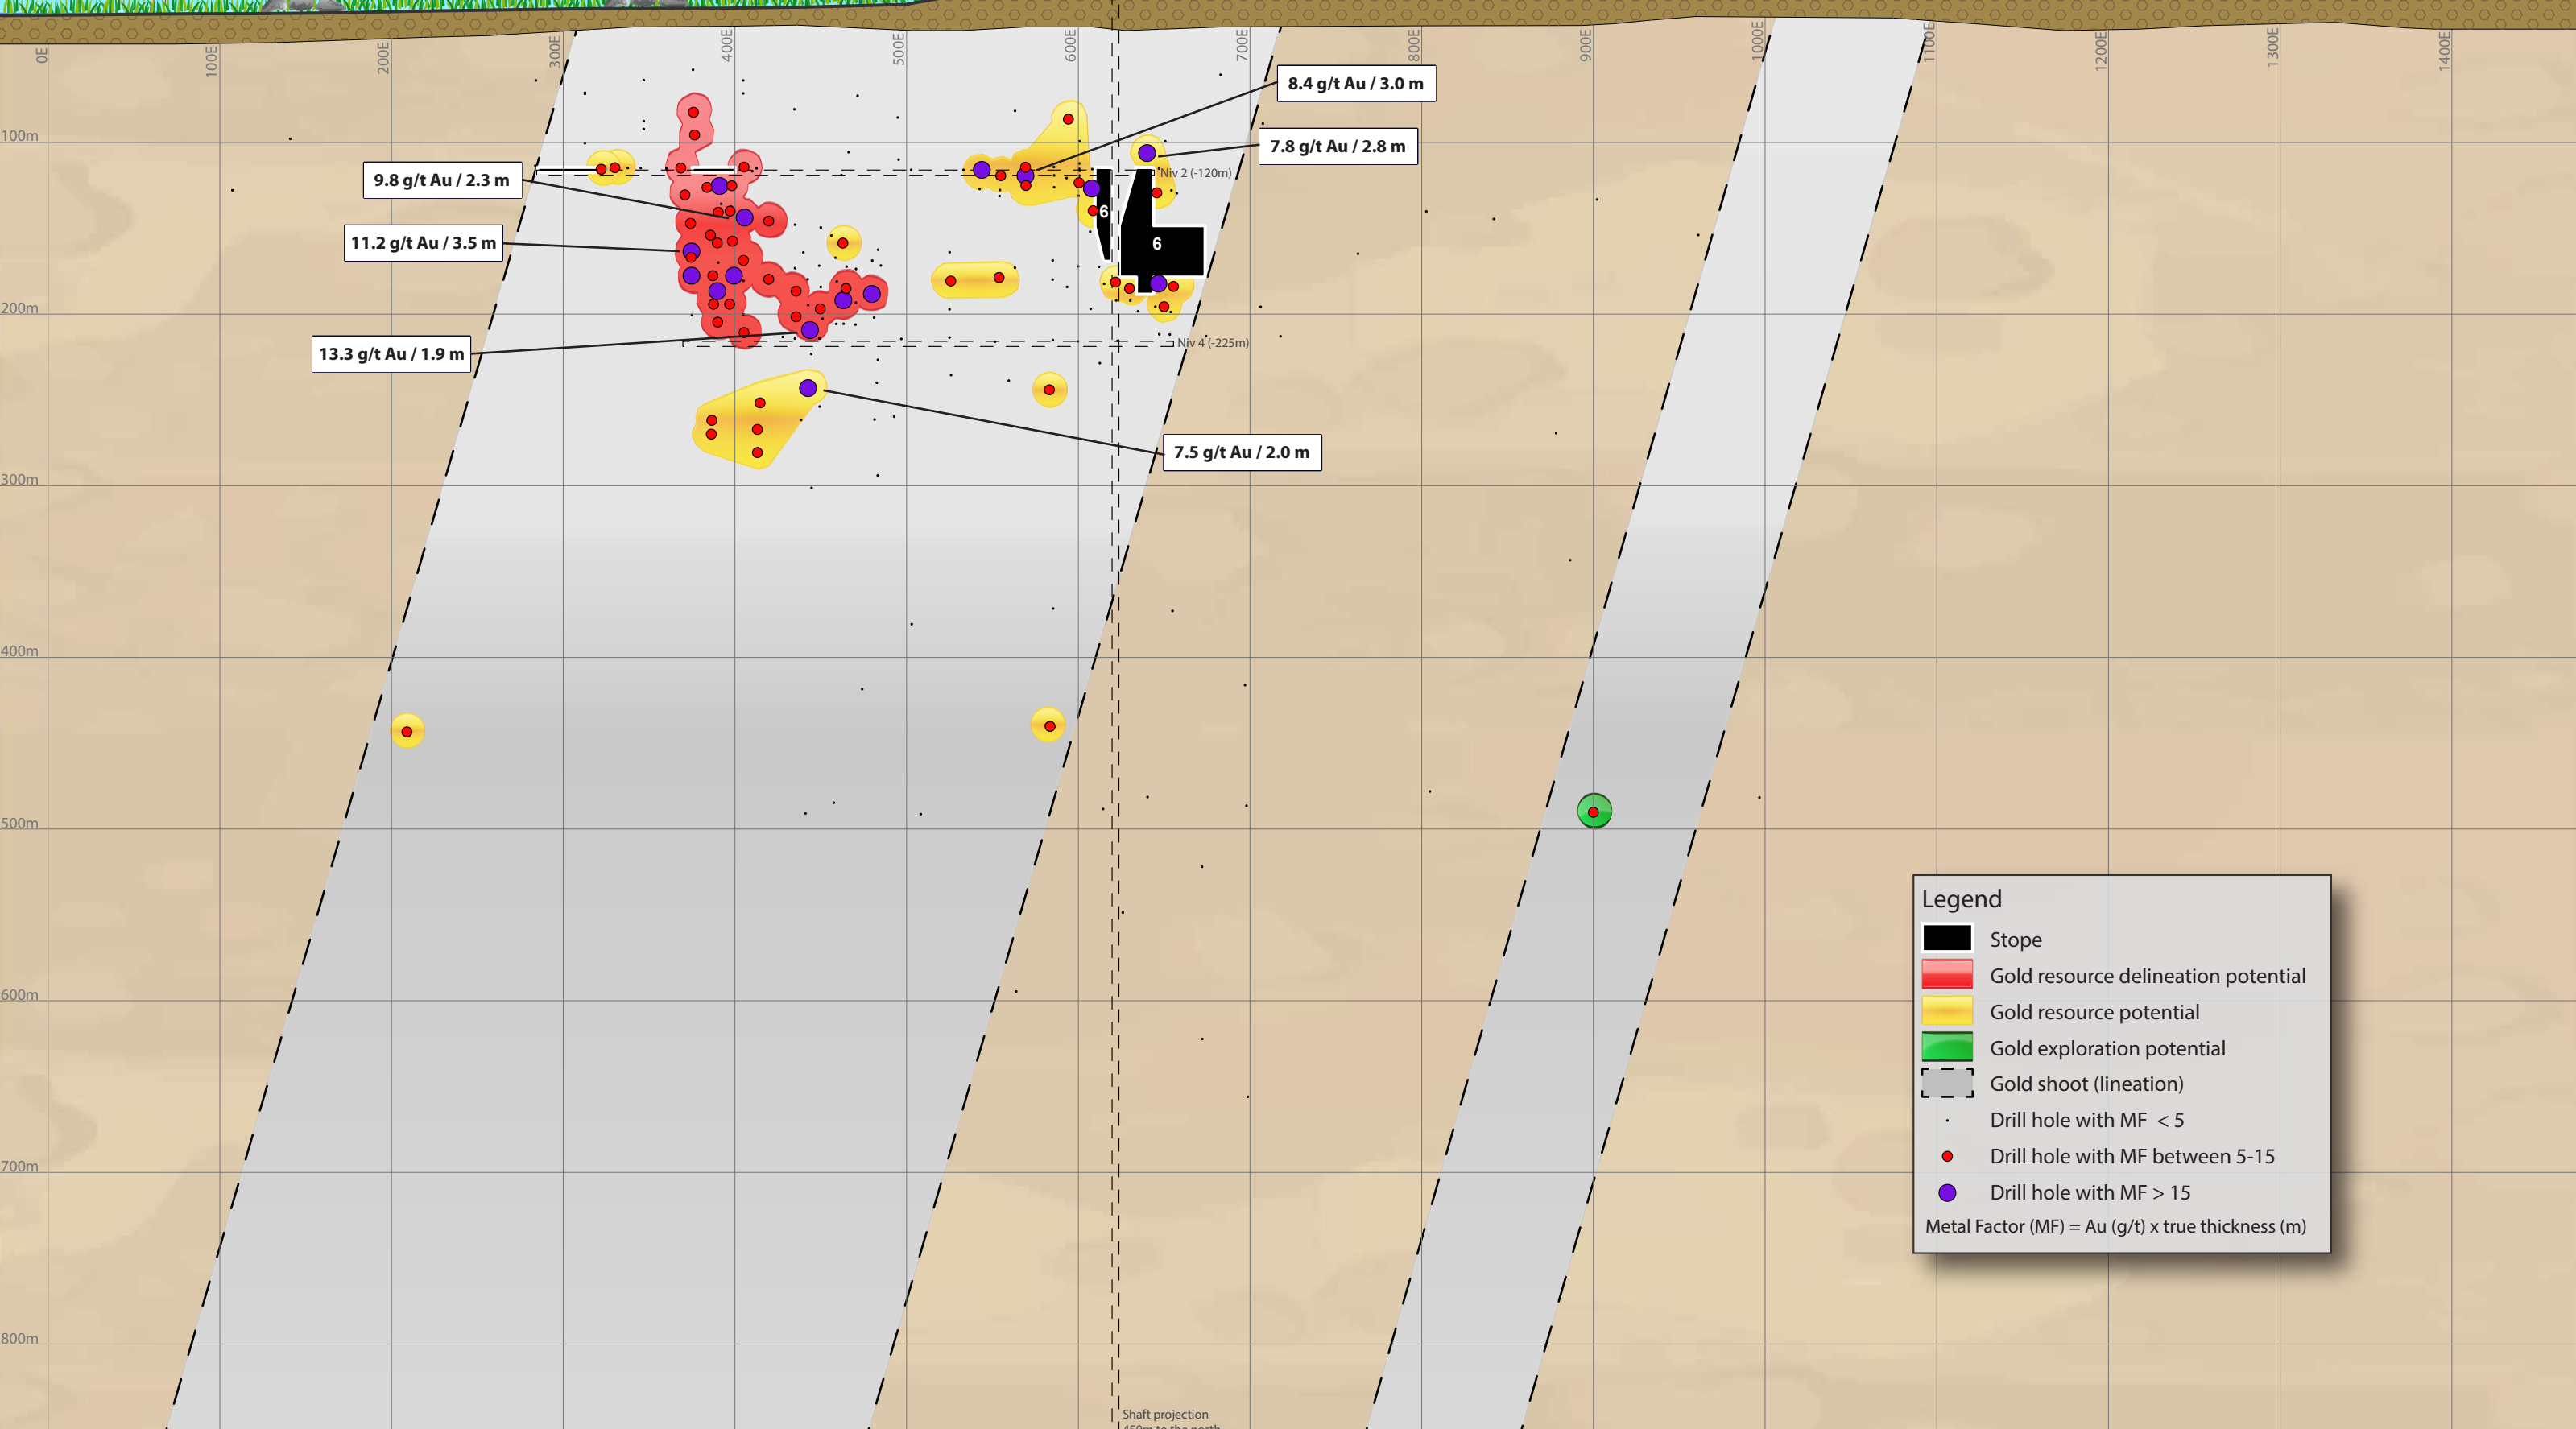 0E
100E
200E
300E
400E
500E
600E
700E
800E
900E
1000E
1100E
1200E
1300E
1400E
8.4 g/t Au / 3.0 m
100m
7.8 g/t Au / 2.8 m
Niv 2 (-120m)
9.8 g/t Au / 2.3 m
6
11.2 g/t Au / 3.5 m
6
200m
Niv 4 (-225m)
13.3 g/t Au / 1.9 m
7.5 g/t Au / 2.0 m
300m
400m
500m
600m
700m
800m
Legend
Stope
Gold resource delineation potential
Gold resource potential
Gold exploration potential
Gold shoot (lineation)
Drill hole with MF < 5
Drill hole with MF between 5-15
Drill hole with MF > 15
Metal Factor (MF) = Au (g/t) x true thickness (m)
Shaft projection
450m to the north